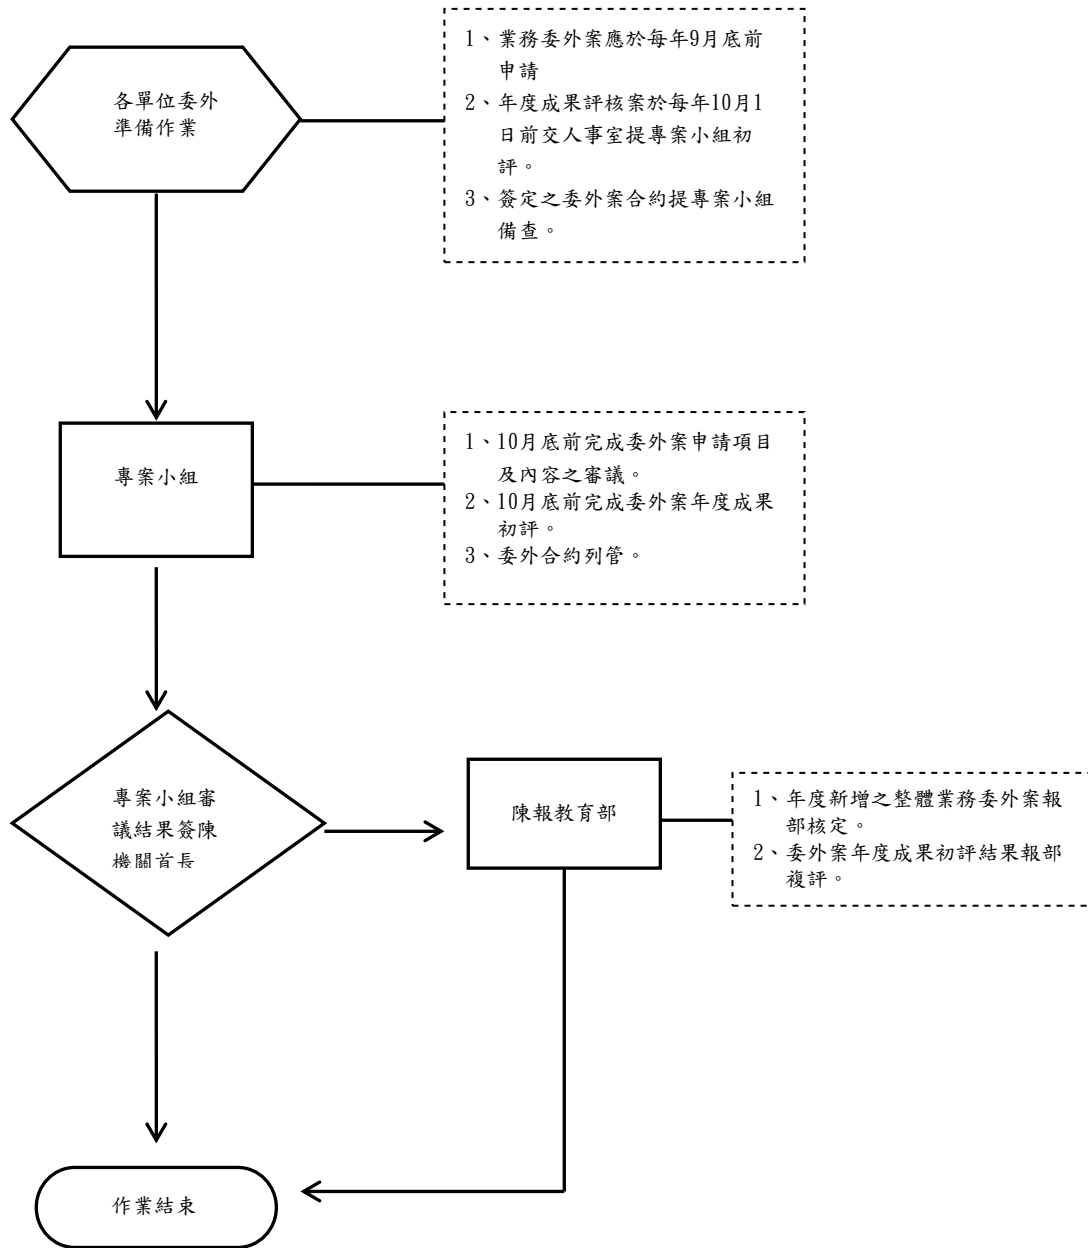 各單位委外
準備作業
1、業務委外案應於每年9月底前
申請
2、年度成果評核案於每年10月1
日前交人事室提專案小組初
評。
3、簽定之委外案合約提專案小組
備查。
專案小組
1、10月底前完成委外案申請項目
及內容之審議。
2、10月底前完成委外案年度成果
初評。
3、委外合約列管。
專案小組審
議結果簽陳
機關首長
陳報教育部
1、年度新增之整體業務委外案報
部核定。
2、委外案年度成果初評結果報部
複評。
作業結束